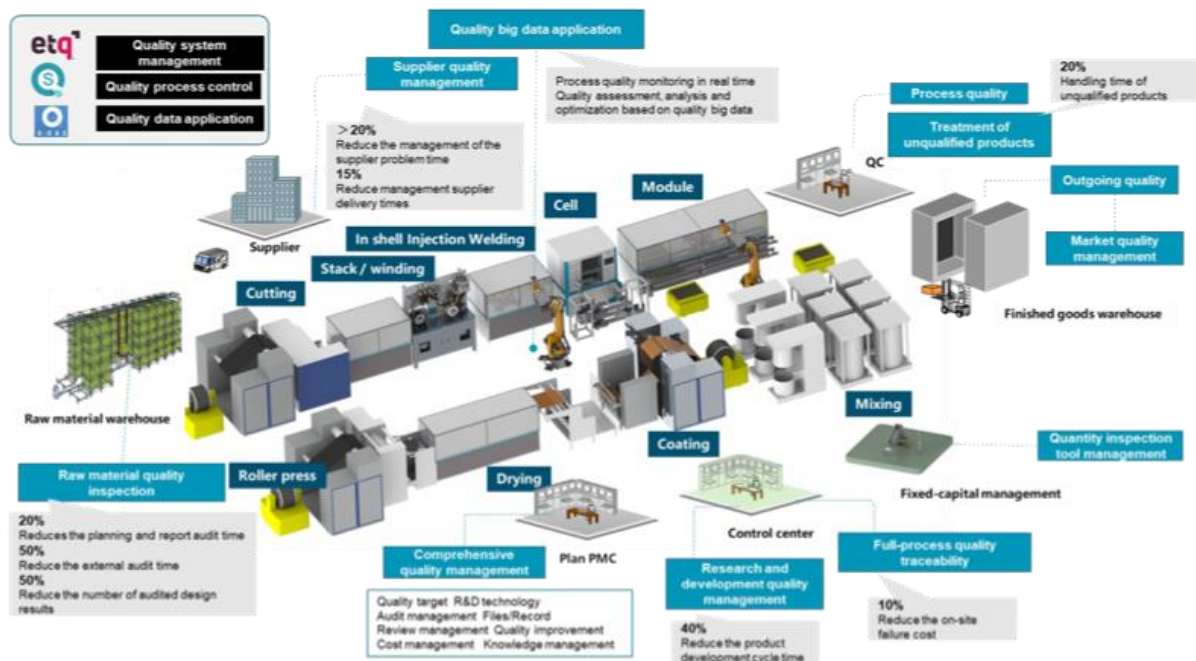 etq
Quality system
management
S
Quality process control
Quality data application
Quality big data application
Process quality monitoring in real time
Quality assessment, analysis and
optimization based on quality big data
Supplier quality
management
>20%
Reduce the management of the
supplier problem time
15%
Reduce management supplier
delivery times
Process quality
20%
Handling time of
unqualified products
Treatment of
unqualified products
QC
Outgoing quality
Market quality
management
Supplier
Module
Cell
In shell Injection Welding
Stack / winding
Cutting
Finished goods warehouse
Raw material warehouse
Mixing
Coating
Drying
Roller press
Quantity inspection
tool management
Fixed-capital management
Raw material quality
inspection
20%
Reduces the planning and report audit time
50%
Reduce the external audit time
50%
Reduce the number of audited design
results
Plan PMC
Comprehensive
quality management
Quality target R&D technology
Audit management Files/Record
Review management Quality improvement
Cost management Knowledge management
Control center
Research and
development quality
management
40%
Reduce the product
development cycle time
Full-process quality
traceability
10%
Reduce the on-site
failure cost